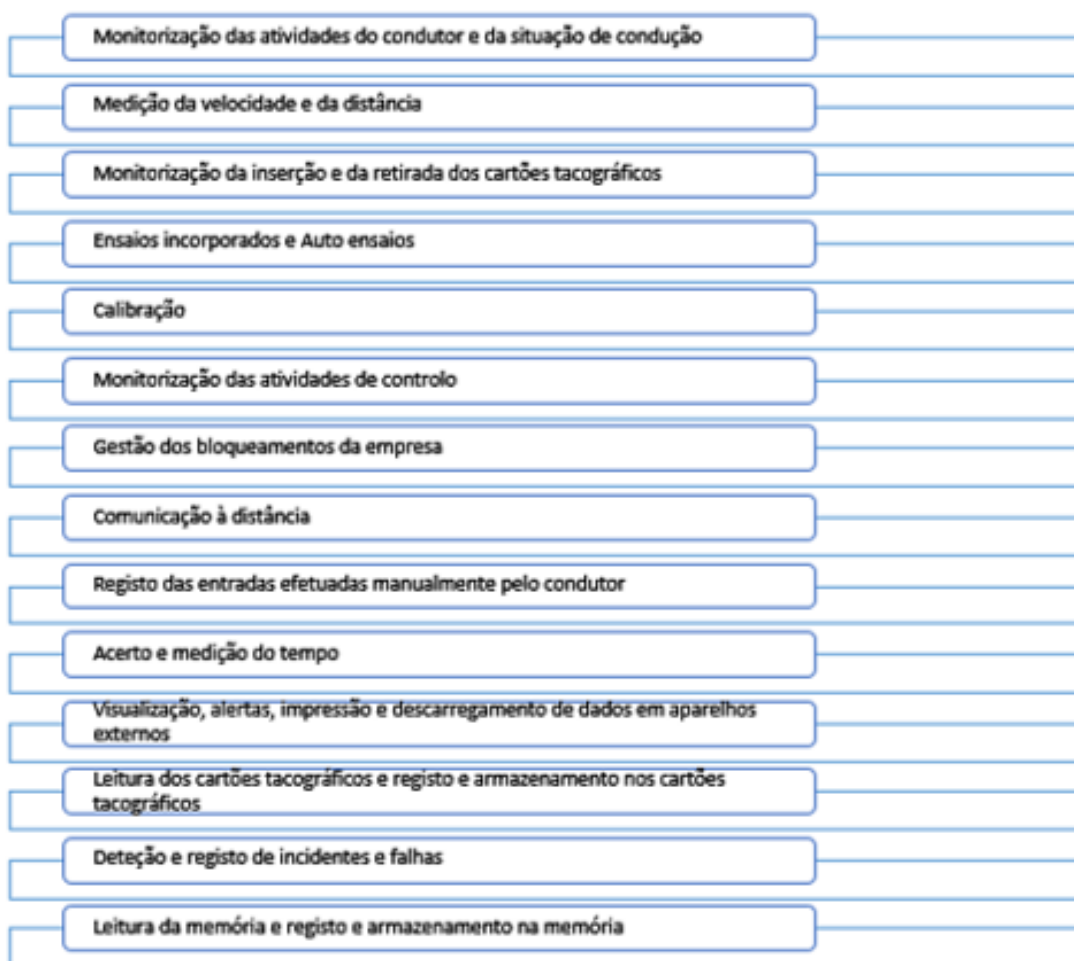 Monitorização das atividades do condutor e da situação de condução
Medição da velocidade e da distância
Monitorização da inserção e da retirada dos cartões tacográficos
Ensaios incorporados e Auto ensaios
Calibração
Monitorização das atividades de controlo
Gestão dos bloqueamentos da empresa
Comunicação à distância
Registo das entradas efetuadas manualmente pelo condutor
Acerto e medição do tempo
Visualização, alertas, impressão e descarregamento de dados em aparelhos
externos
Leitura dos cartões tacográficos e registo e armazenamento nos cartões
tacográficos
Deteção e registo de incidentes e falhas
Leitura da memória e registo e armazenamento na memória